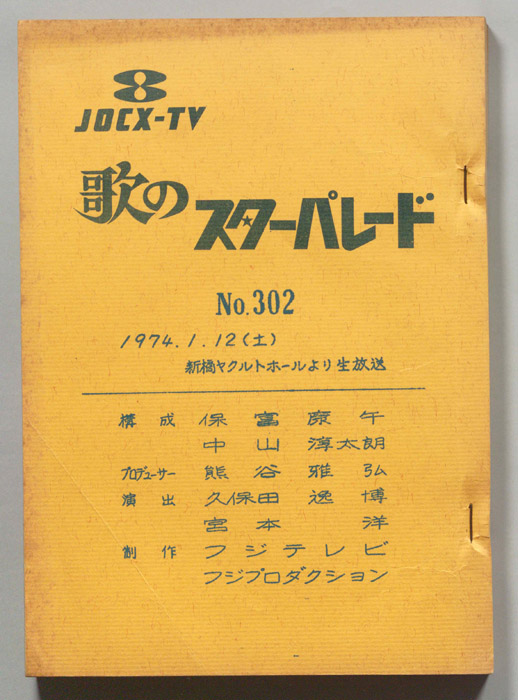 8
JOCX-TV
歌の
スターパレード
No.302
1974.1.12(土)
新橋ヤクルトホールより生放送
構成 保富康午
中山淳太朗
プロデューサー 熊谷雅弘
演出 久保田逸博
宮本洋
制作 フジテレビ
フジプロダクション